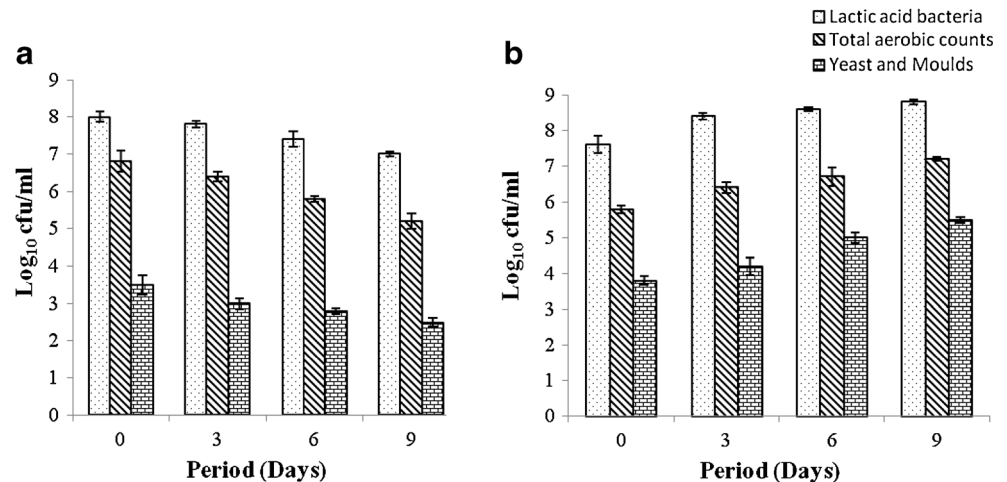 Lactic acid bacteria
Total aerobic counts
Yeast and Moulds
a
9
8
7
6
5
4
3
2
1
0
Log10 cfu/ml
0 3 6 9
Period (Days)
b
9
8
7
6
5
4
3
2
1
0
Log10 cfu/ml
0 3 6 9
Period (Days)